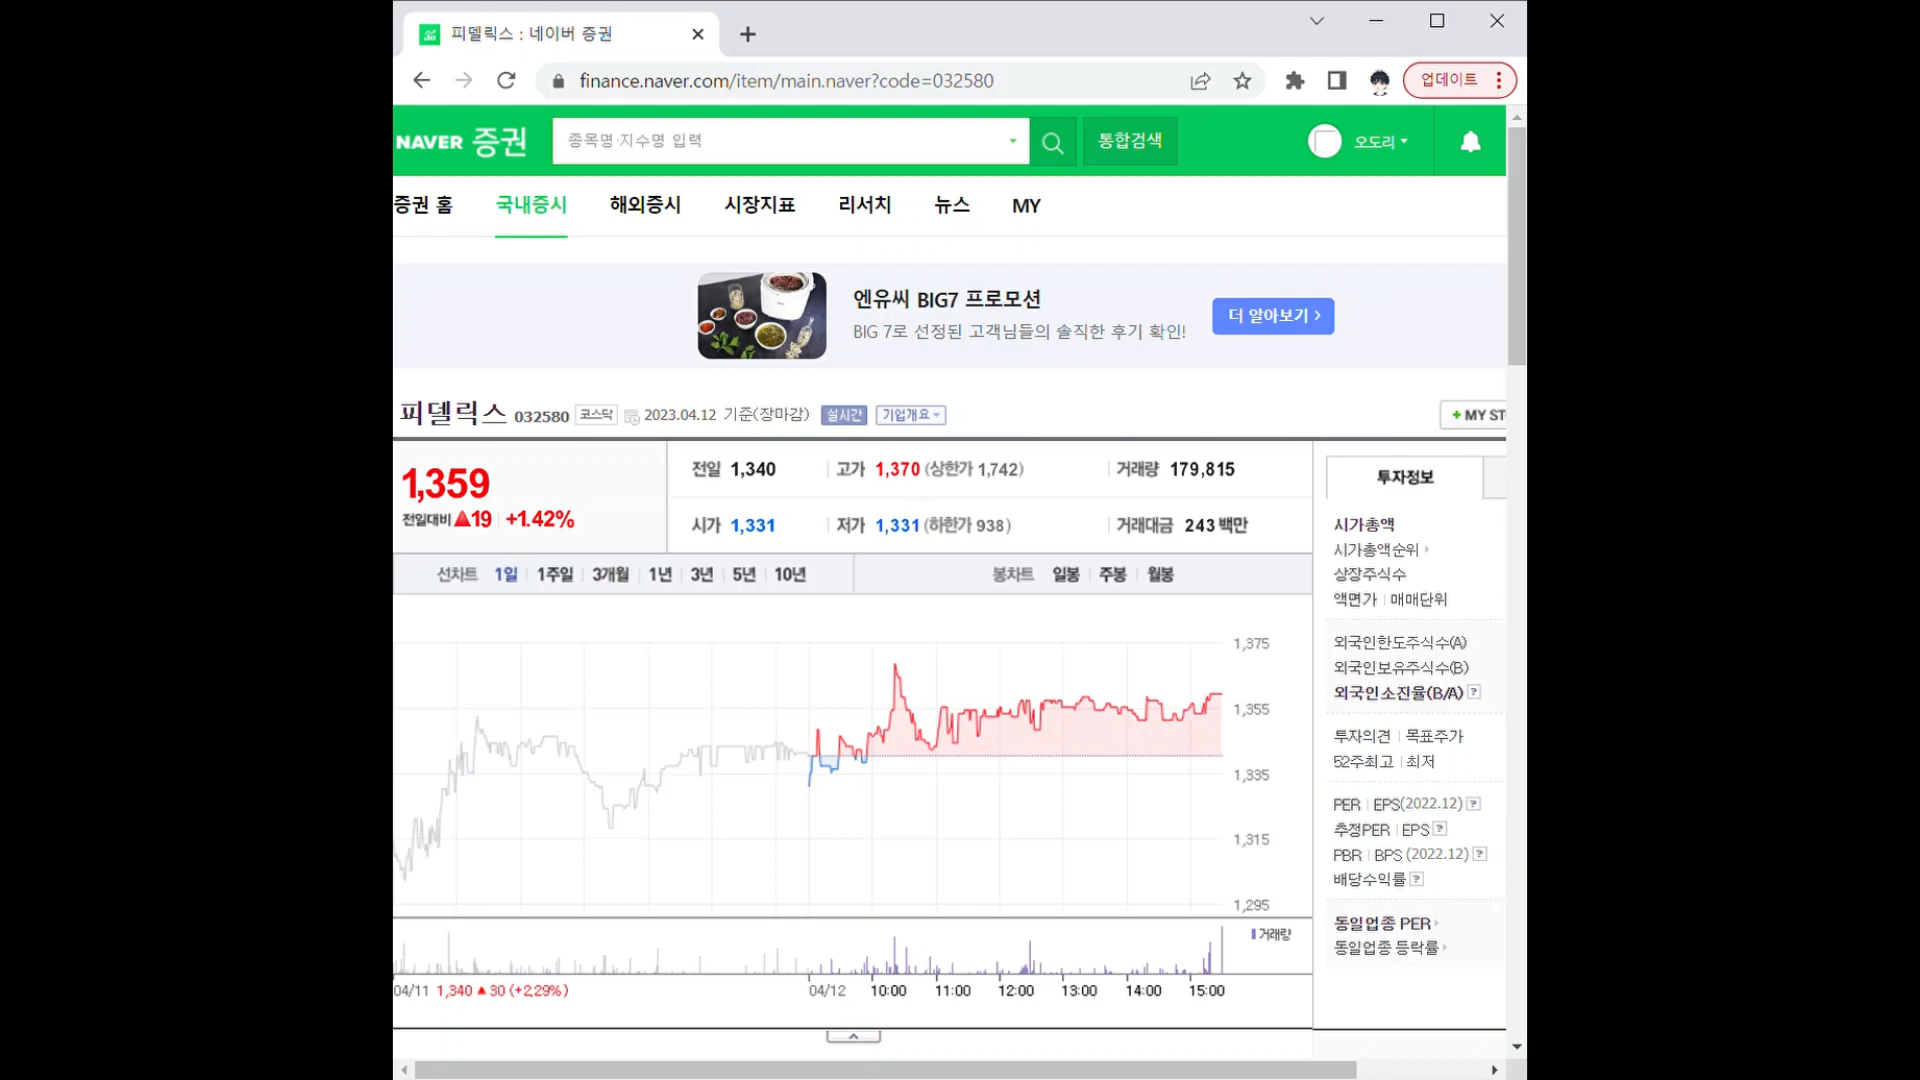 피델릭스 : 네이버 증권
finance.naver.com/item/main.naver?code=032580
업데이트
NAVER 증권
종목명·지수명 입력
통합검색
오도리
증권 홈 국내증시 해외증시 시장지표 리서치 뉴스 MY
엔유씨 BIG7 프로모션
BIG 7로 선정된 고객님들의 솔직한 후기 확인!
더 알아보기 >
피델릭스 032580 코스닥 2023.04.12 기준(장마감) 실시간 기업개요
+ MY ST
1,359
전일대비 ▲19 +1.42%
전일 1,340 고가 1,370 (상한가 1,742) 거래량 179,815
시가 1,331 저가 1,331 (하한가 938) 거래대금 243 백만
선차트 1일 1주일 3개월 1년 3년 5년 10년 봉차트 일봉 주봉 월봉
1,375
1,355
1,335
1,315
1,295
거래량
04/11 1,340 ▲ 30 (+2.29%) 04/12 10:00 11:00 12:00 13:00 14:00 15:00
투자정보
시가총액
시가총액순위
상장주식수
액면가 | 매매단위
외국인한도주식수(A)
외국인보유주식수(B)
외국인소진율(B/A) ?
투자의견 | 목표주가
52주최고 | 최저
PER | EPS(2022.12) ?
추정PER | EPS ?
PBR | BPS (2022.12) ?
배당수익률 ?
동일업종 PER
동일업종 등락률